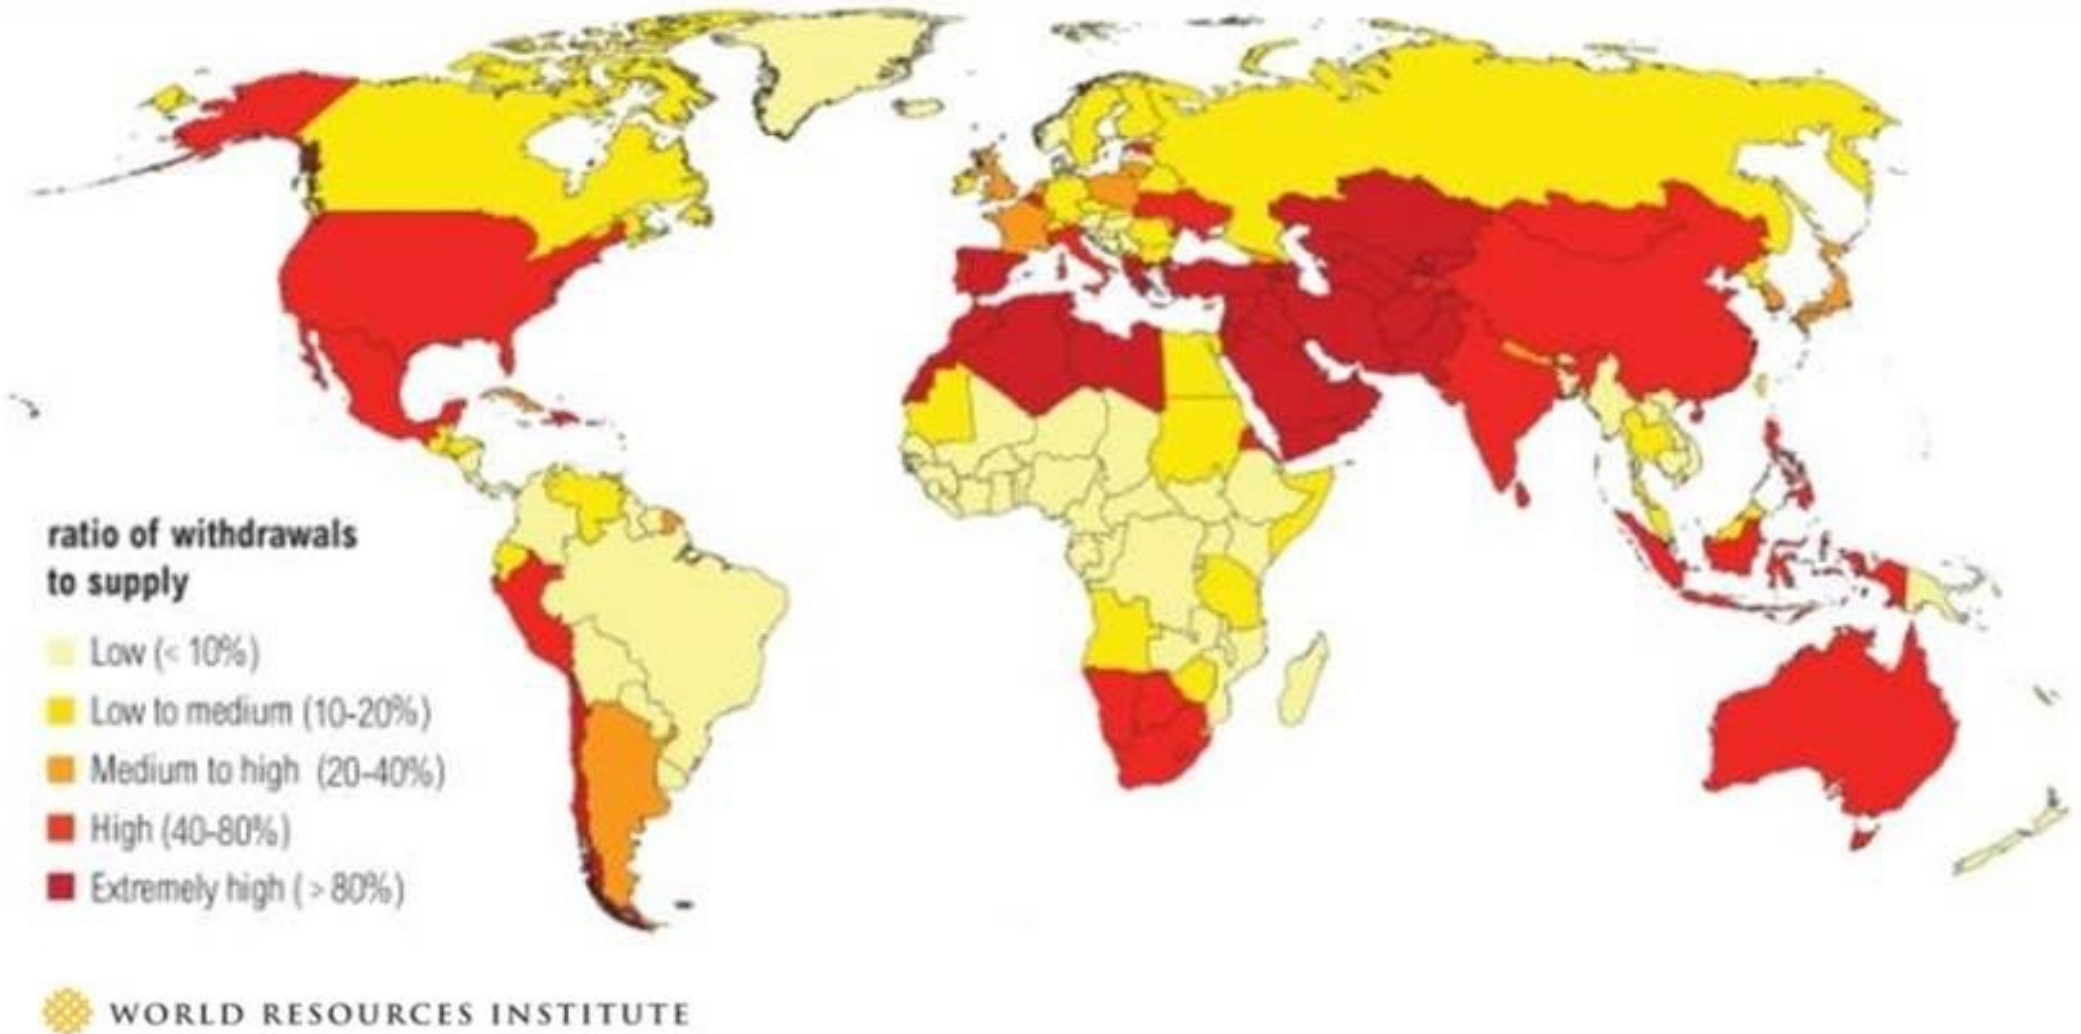 ratio of withdrawals
to supply
Low (< 10%)
Low to medium (10-20%)
Medium to high (20-40%)
High (40-80%)
Extremely high ( > 80%)
WORLD RESOURCES INSTITUTE